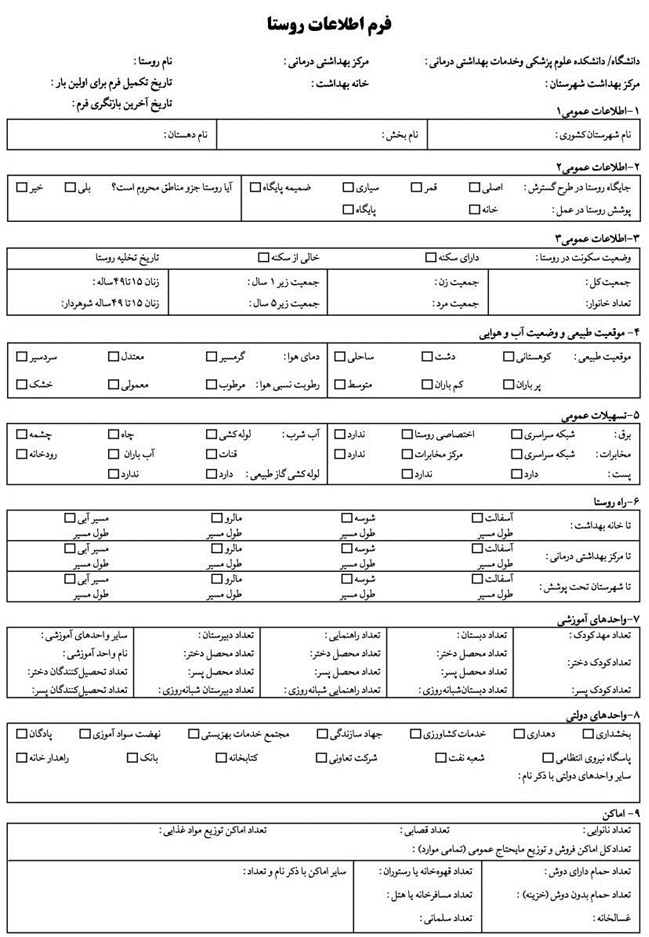 فرم اطلاعات روستا
دانشگاه/ دانشکده علوم پزشکی وخدمات بهداشتی درمانی : مرکز بهداشتی درمانی : نام روستا :
مرکز بهداشت شهرستان : خانه بهداشت : تاریخ تکمیل فرم برای اولین بار :
تاریخ آخرین بازنگری فرم :
۱-اطلاعات عمومی۱
نام شهرستان کشوری : نام بخش : نام دهستان :
۲-اطلاعات عمومی۲
جایگاه روستا در طرح گسترش : اصلی قمر سیاری ضمیمه پایگاه آیا روستا جزو مناطق محروم است؟ بلی خیر
پوشش روستا در عمل : خانه پایگاه
۳-اطلاعات عمومی۳
وضعیت سکونت در روستا : دارای سکنه خالی از سکنه تاریخ تخلیه روستا
جمعیت کل : جمعیت زن : جمعیت زیر ۱ سال : زنان ۱۵تا۴۹ساله :
تعداد خانوار: جمعیت مرد : جمعیت زیر۵ سال : زنان ۱۵تا ۴۹ساله شوهردار:
۴- موقعیت طبیعی و وضعیت آب و هوایی
موقعیت طبیعی : کوهستانی دشت ساحلی دمای هوا : گرمسیر معتدل سردسیر
پر باران کم باران متوسط رطوبت نسبی هوا : مرطوب معمولی خشک
۵-تسهیلات عمومی
برق : شبکه سراسری اختصاصی روستا ندارد آب شرب : لوله کشی چاه چشمه
مخابرات : شبکه سراسری مرکز مخابرات ندارد قنات آب باران رودخانه
پست : دارد ندارد لوله کشی گاز طبیعی : دارد ندارد
۶-راه روستا
آسفالت شوسه مالرو مسیر آبی
تا خانه بهداشت :
طول مسیر طول مسیر طول مسیر طول مسیر
آسفالت شوسه مالرو مسیر آبی
تا مرکز بهداشتی درمانی :
طول مسیر طول مسیر طول مسیر طول مسیر
آسفالت شوسه مالرو مسیر آبی
تا شهرستان تحت پوشش :
طول مسیر طول مسیر طول مسیر طول مسیر
۷-واحدهای آموزشی
تعداد مهدکودک : تعداد دبستان : تعداد راهنمایی : تعداد دبیرستان : سایر واحدهای آموزشی :
تعداد محصل دختر: تعداد محصل دختر : تعداد محصل دختر: نام واحد آموزشی :
تعدادکودک دختر: تعداد محصل پسر: تعداد محصل پسر: تعداد محصل پسر: تعداد تحصیل‌کنندگان دختر:
تعدادکودک پسر: تعداد دبستان‌شبانه‌روزی : تعداد راهنمایی شبانه‌روزی : تعداد دبیرستان شبانه‌روزی : تعداد تحصیل‌کنندگان پسر:
۸-واحدهای دولتی
بخشداری دهداری خدمات کشاورزی جهاد سازندگی مجتمع خدمات بهزیستی نهضت سواد آموزی پادگان
پاسگاه نیروی انتظامی شعبه نفت شرکت تعاونی کتابخانه بانک راهدار خانه
سایر واحدهای دولتی با ذکر نام :
۹- اماکن
تعداد نانوایی : تعداد قصابی : تعداد اماکن توزیع مواد غذایی :
تعدادکل اماکن فروش و توزیع مایحتاج عمومی (تمامی موارد) :
تعداد حمام دارای دوش : تعداد قهوه‌خانه یا رستوران : سایر اماکن با ذکر نام و تعداد :
تعداد حمام بدون دوش (خزینه) : تعداد مسافرخانه یا هتل :
غسالخانه : تعداد سلمانی :